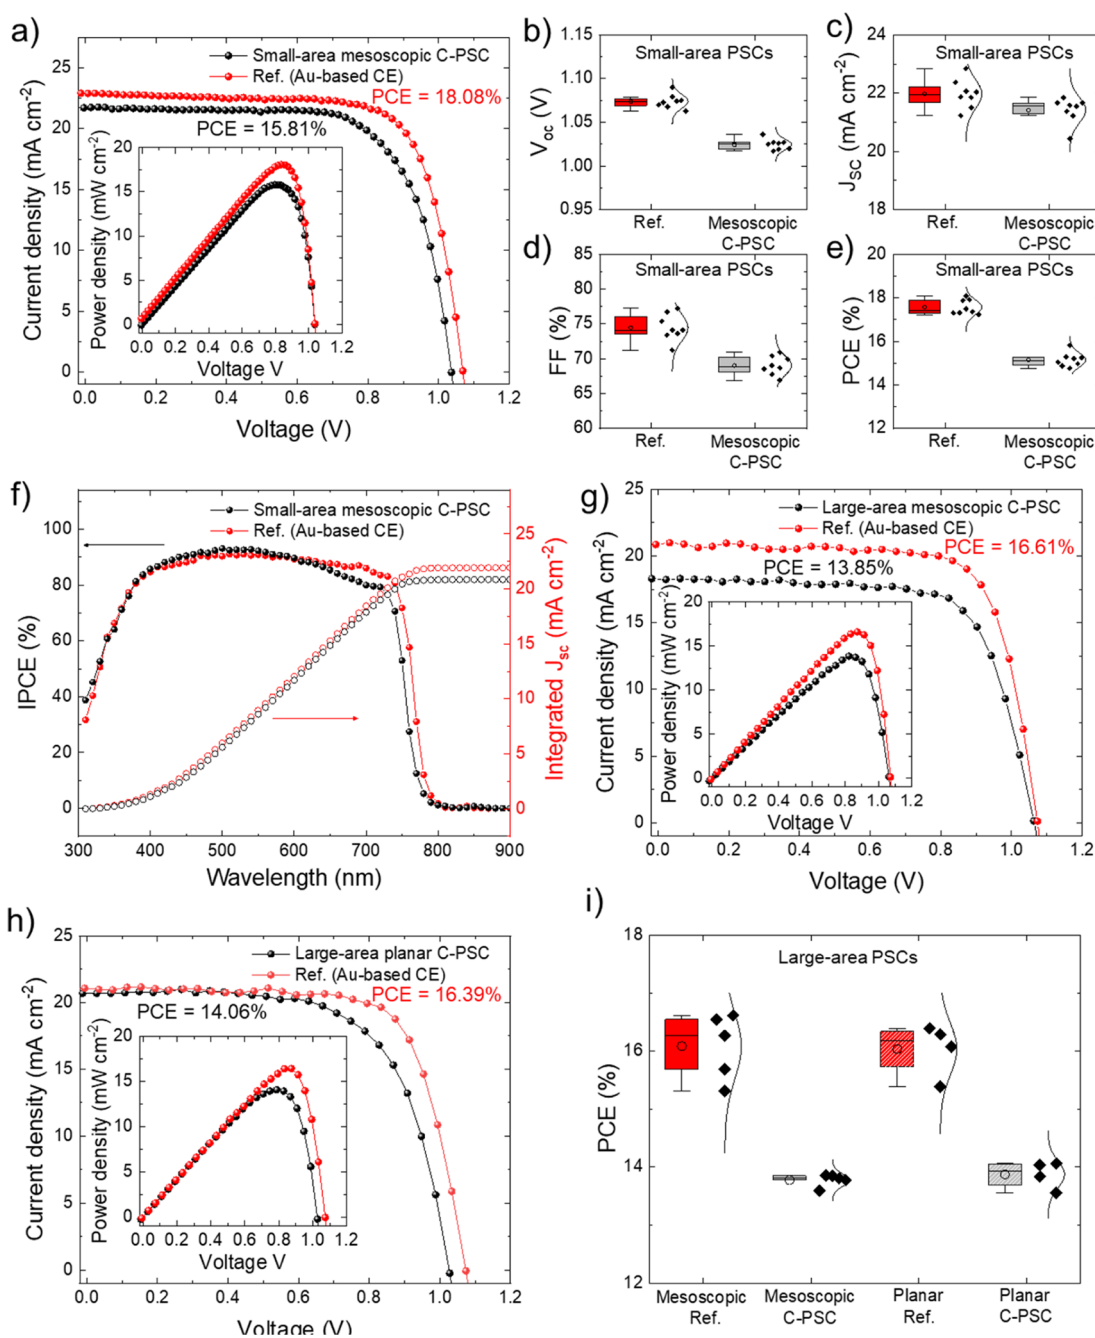 a)
Small-area mesoscopic C-PSC
Ref. (Au-based CE)
PCE = 18.08%
PCE = 15.81%
Current density (mA cm-2)
25
20
15
10
5
0
0.0 0.2 0.4 0.6 0.8 1.0 1.2
Voltage (V)
Power density (mW cm-2)
20
15
10
5
0
0.0 0.2 0.4 0.6 0.8 1.0 1.2
Voltage V
b)
Small-area PSCs
Voc (V)
1.15
1.10
1.05
1.00
0.95
Ref. Mesoscopic
C-PSC
c)
Small-area PSCs
JSC (mA cm-2)
24
22
20
18
Ref. Mesoscopic
C-PSC
d)
Small-area PSCs
FF (%)
85
80
75
70
65
60
Ref. Mesoscopic
C-PSC
e)
Small-area PSCs
PCE (%)
20
18
16
14
12
Ref. Mesoscopic
C-PSC
f)
Small-area mesoscopic C-PSC
Ref. (Au-based CE)
IPCE (%)
100
80
60
40
20
0
300 400 500 600 700 800 900
Wavelength (nm)
Integrated Jsc (mA cm-2)
25
20
15
10
5
0
g)
Large-area mesoscopic C-PSC
Ref. (Au-based CE)
PCE = 16.61%
PCE = 13.85%
Current density (mA cm-2)
25
20
15
10
5
0
0.0 0.2 0.4 0.6 0.8 1.0 1.2
Voltage (V)
Power density (mW cm-2)
20
15
10
5
0
0.0 0.2 0.4 0.6 0.8 1.0 1.2
Voltage V
h)
Large-area planar C-PSC
Ref. (Au-based CE)
PCE = 16.39%
PCE = 14.06%
Current density (mA cm-2)
25
20
15
10
5
0
0.0 0.2 0.4 0.6 0.8 1.0 1.2
Voltage (V)
Power density (mW cm-2)
20
15
10
5
0
0.0 0.2 0.4 0.6 0.8 1.0 1.2
Voltage V
i)
Large-area PSCs
PCE (%)
18
16
14
12
Mesoscopic Mesoscopic Planar Planar
Ref. C-PSC Ref. C-PSC